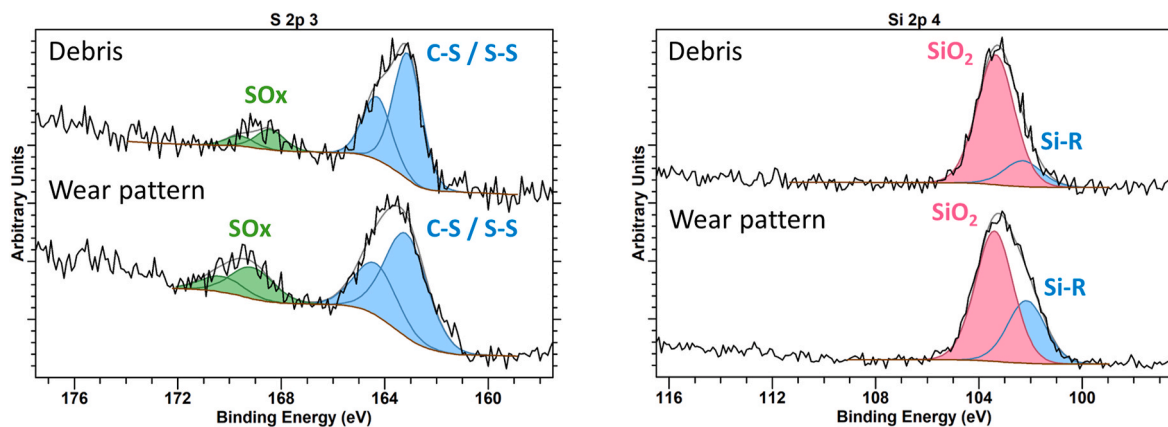 S 2p 3
Debris
C-S / S-S
SOx
Wear pattern
C-S / S-S
SOx
Arbitrary Units
176 172 168 164 160
Binding Energy (eV)
Si 2p 4
Debris
SiO₂
Si-R
Wear pattern
SiO₂
Si-R
Arbitrary Units
116 112 108 104 100
Binding Energy (eV)